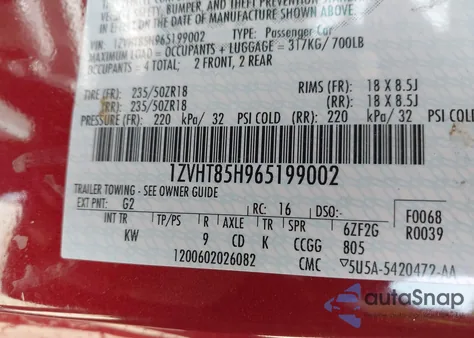 SAFETY, BUMPER, AND THEFT PREVENTION STAND
DATE OF MANUFACTURE SHOWN ABOVE.
VIN: 1ZVHT85H965199002 TYPE: Passenger Car
MAXIMUM LOAD = OCCUPANTS + LUGGAGE = 317KG/700LB
OCCUPANTS = 4 TOTAL: 2 FRONT, 2 REAR
TIRE (FR): 235/50ZR18 RIMS (FR): 18 X 8.5J
(RR): 235/50ZR18 (RR): 18 X 8.5J
PRESSURE (FR): 220 kPa/ 32 PSI COLD (RR): 220 kPa/ 32 PSI COLD
1ZVHT85H965199002
TRAILER TOWING - SEE OWNER GUIDE
EXT PNT: G2 RC: 16 DSO:- F0068
INT TR TP/PS R AXLE TR SPR 6ZF2G R0039
KW 9 CD K CCGG 805
1200602026082 CMC ▽5U5A-5420472-AA
autoSnap